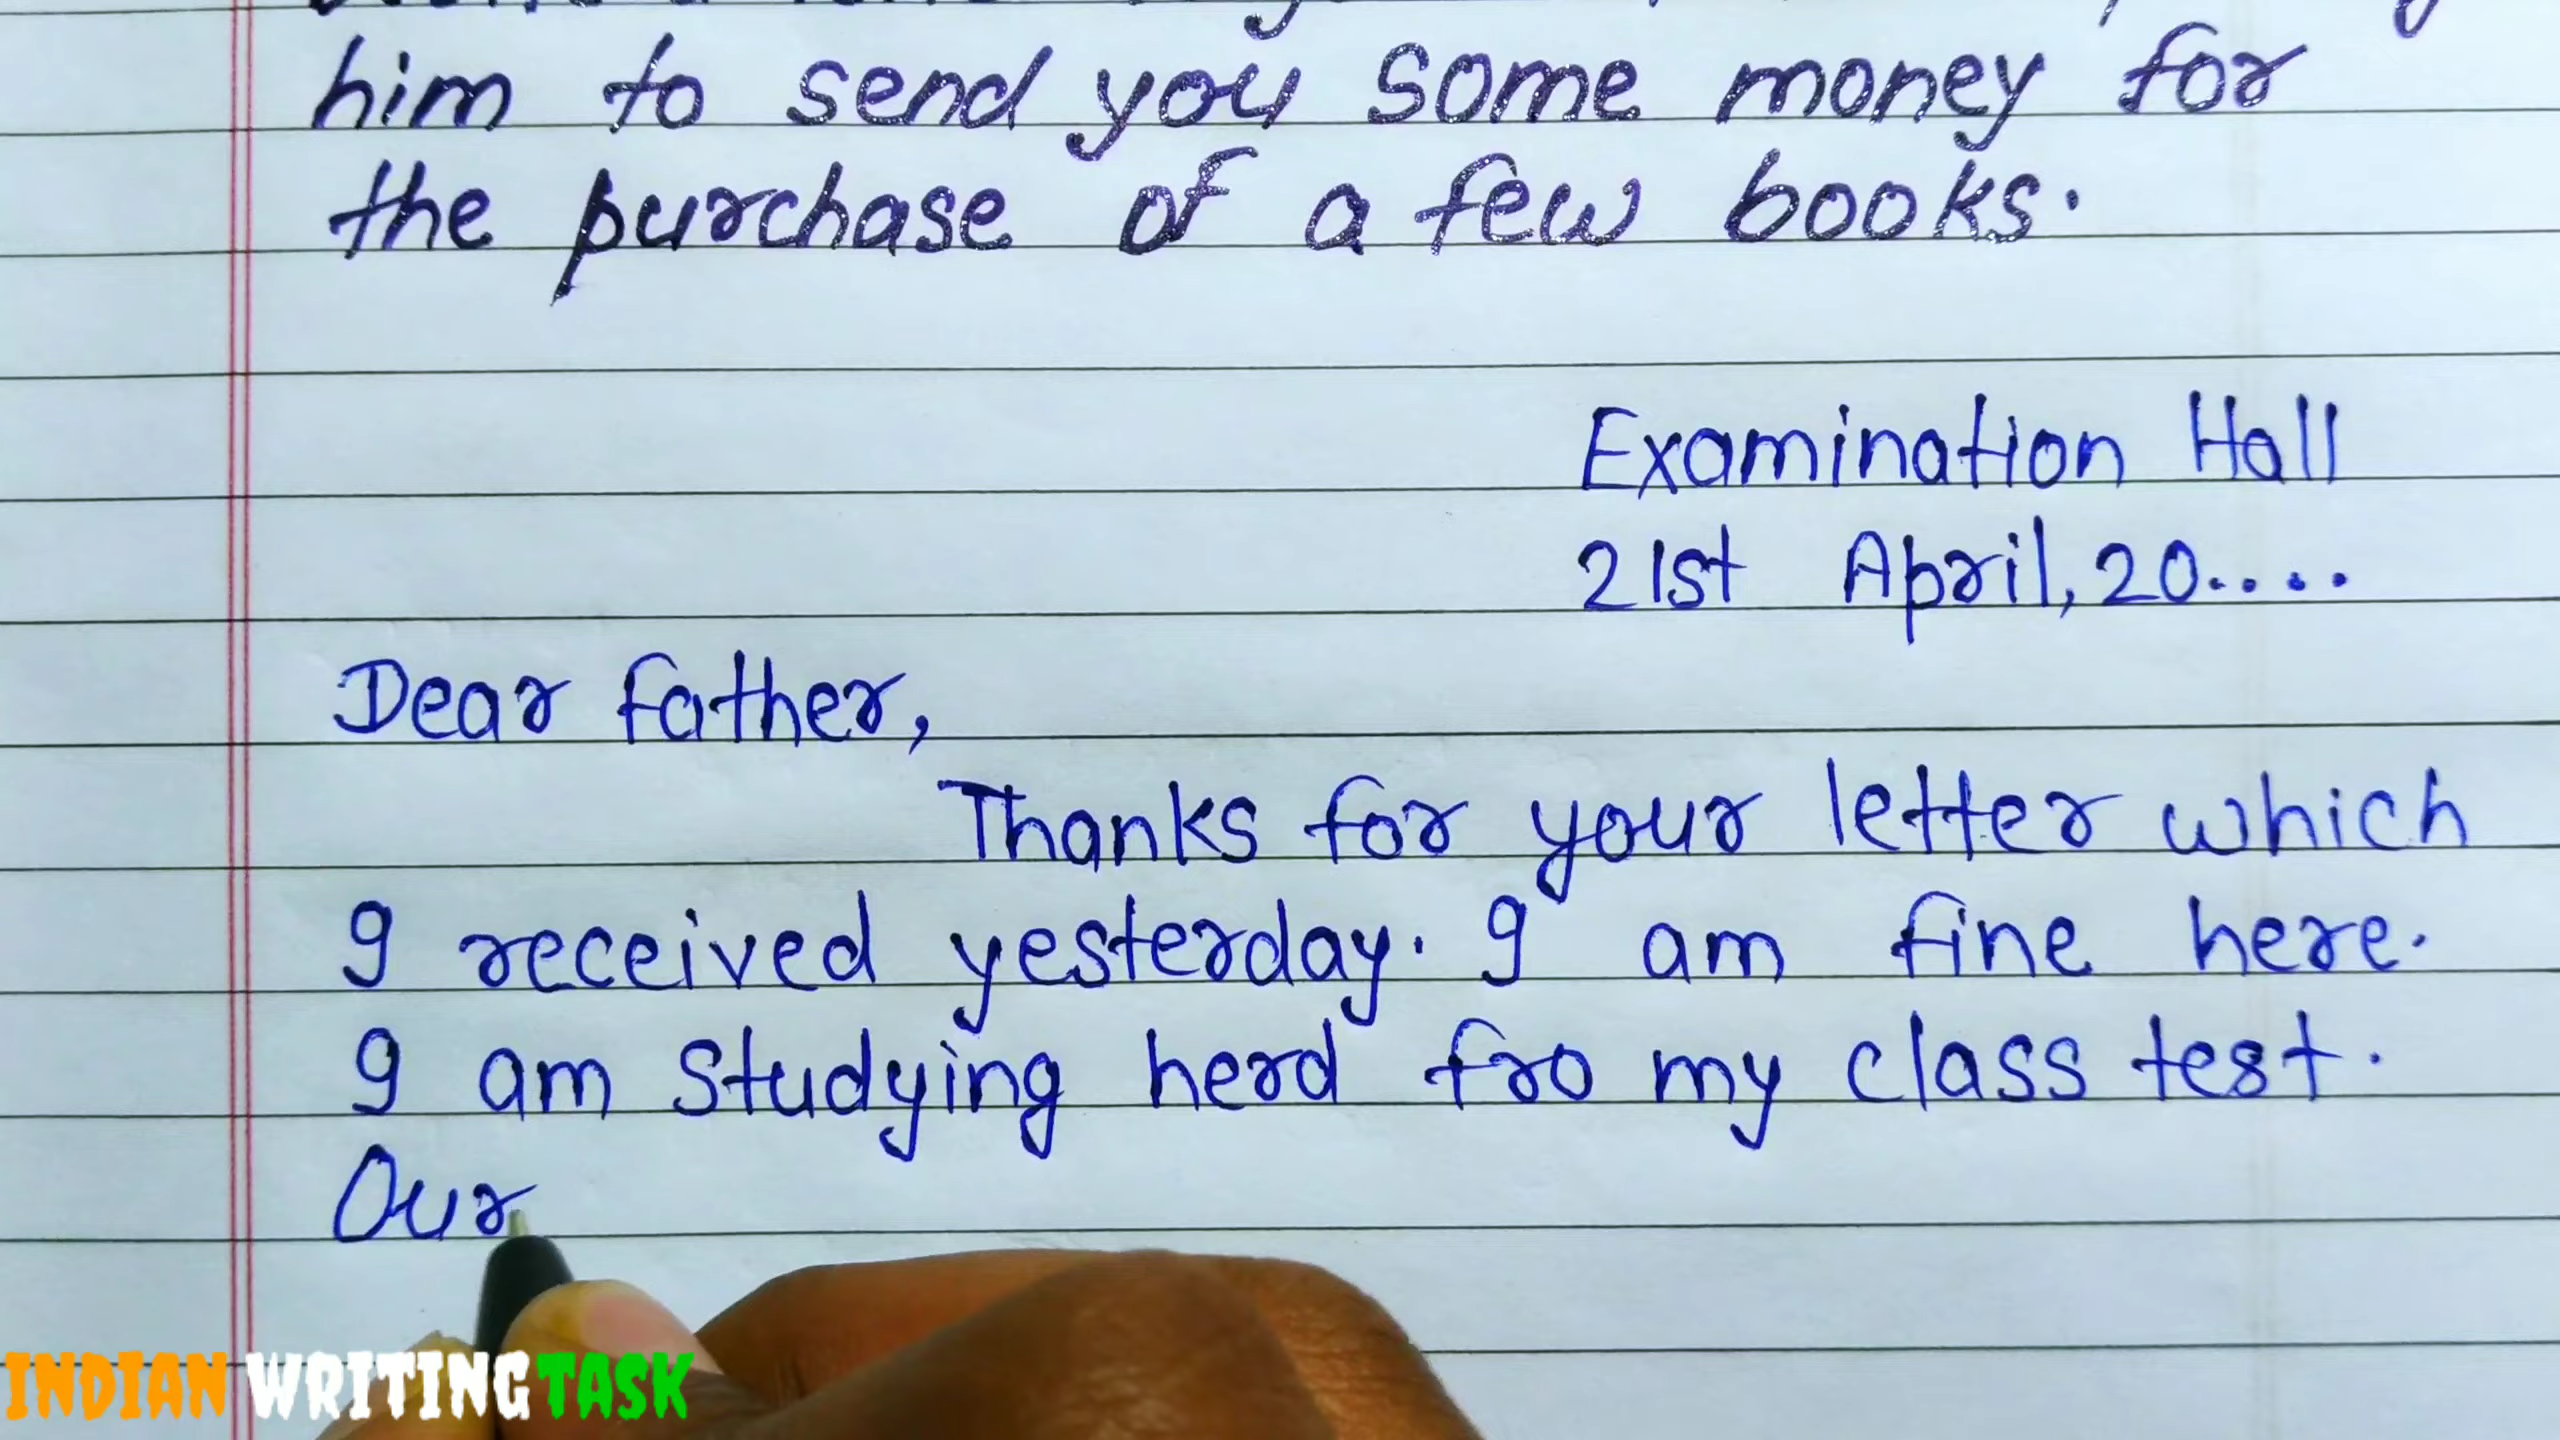 him to send you some money for
the purchase of a few books.
Examination Hall
21st April, 20....
Dear Father,
Thanks for your letter which
I received yesterday. I am fine here.
I am studying herd fro my class test.
Our
INDIAN WRITING TASK